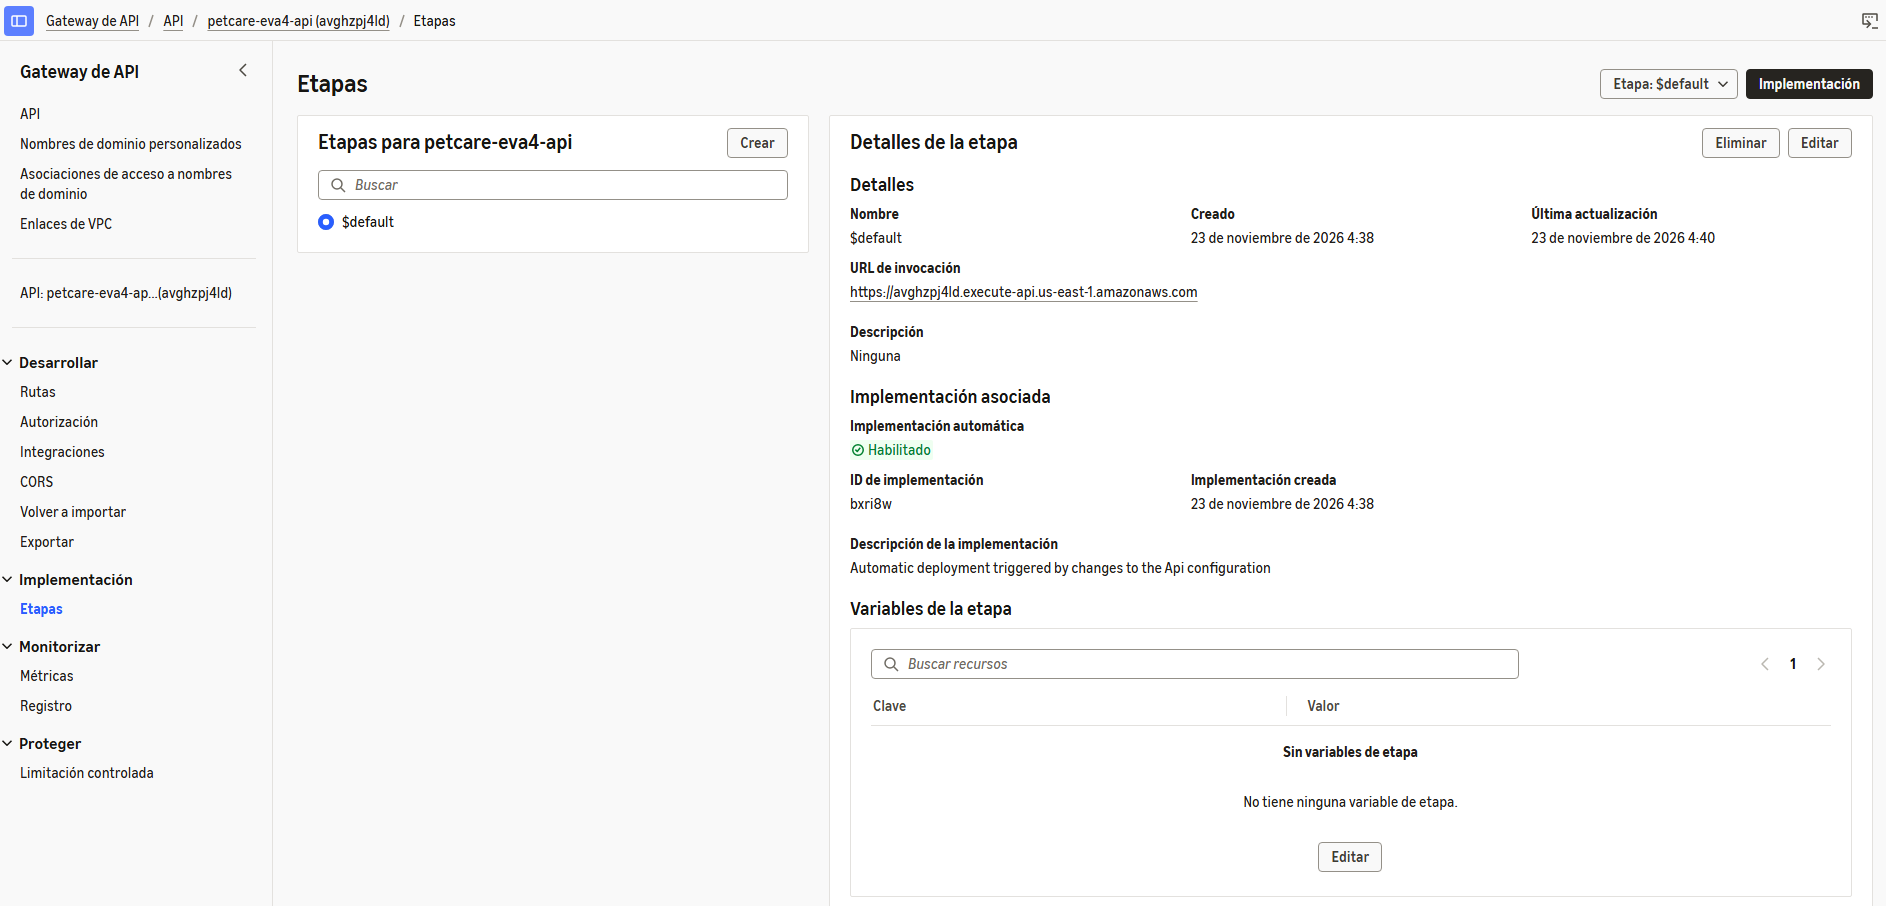 Gateway de API / API / petcare-eva4-api (avghzpj4ld) / Etapas
Gateway de API
API
Nombres de dominio personalizados
Asociaciones de acceso a nombres
de dominio
Enlaces de VPC
API: petcare-eva4-ap...(avghzpj4ld)
Desarrollar
Rutas
Autorización
Integraciones
CORS
Volver a importar
Exportar
Implementación
Etapas
Monitorizar
Métricas
Registro
Proteger
Limitación controlada
Etapas
Etapa: $default
Implementación
Etapas para petcare-eva4-api
Crear
Buscar
$default
Detalles de la etapa
Eliminar
Editar
Detalles
Nombre
$default
Creado
23 de noviembre de 2026 4:38
Última actualización
23 de noviembre de 2026 4:40
URL de invocación
https://avghzpj4ld.execute-api.us-east-1.amazonaws.com
Descripción
Ninguna
Implementación asociada
Implementación automática
Habilitado
ID de implementación
bxri8w
Implementación creada
23 de noviembre de 2026 4:38
Descripción de la implementación
Automatic deployment triggered by changes to the Api configuration
Variables de la etapa
Buscar recursos
1
Clave
Valor
Sin variables de etapa
No tiene ninguna variable de etapa.
Editar